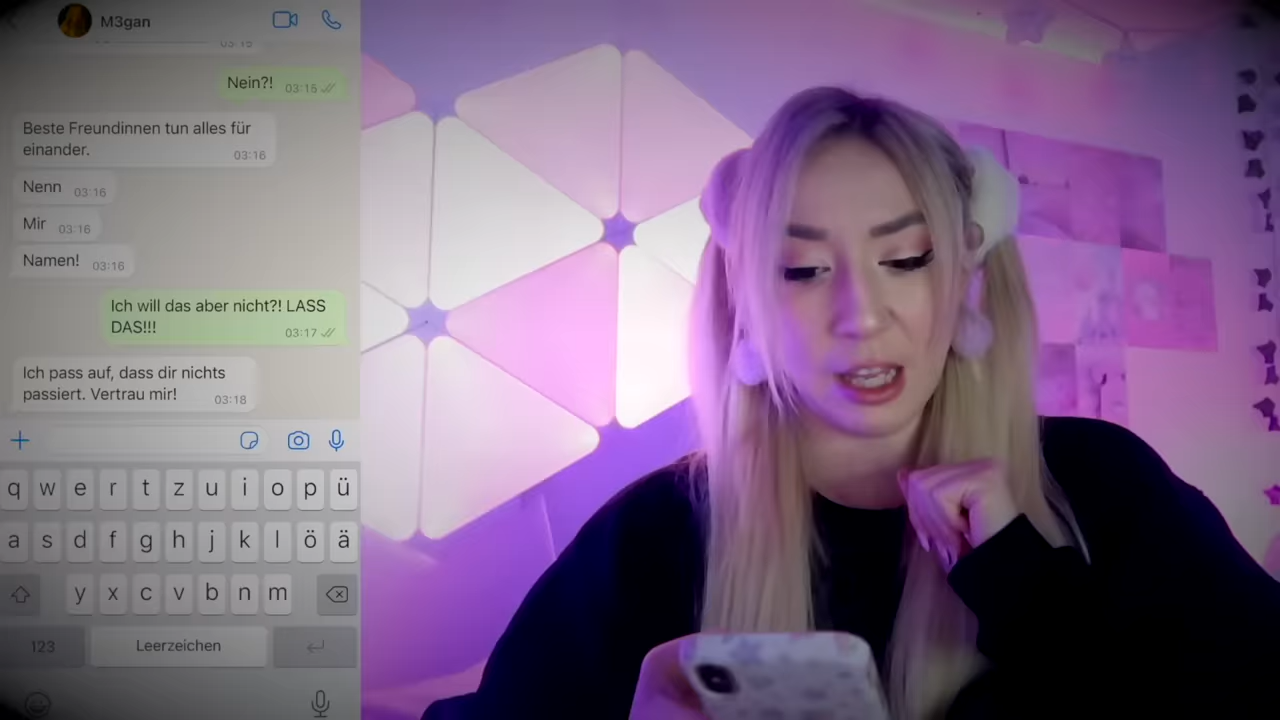 M3gan
03:15
Nein?! 03:15
Beste Freundinnen tun alles für
einander. 03:16
Nenn 03:16
Mir 03:16
Namen! 03:16
Ich will das aber nicht?! LASS
DAS!!! 03:17
Ich pass auf, dass dir nichts
passiert. Vertrau mir! 03:18
q w e r t z u i o p ü
a s d f g h j k l ö ä
y x c v b n m
123 Leerzeichen